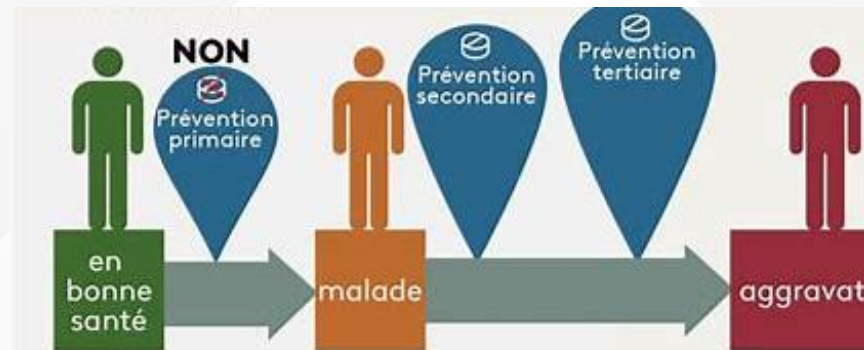 NON
Prévention
primaire
Prévention
secondaire
Prévention
tertiaire
en
bonne
santé
malade
aggravat